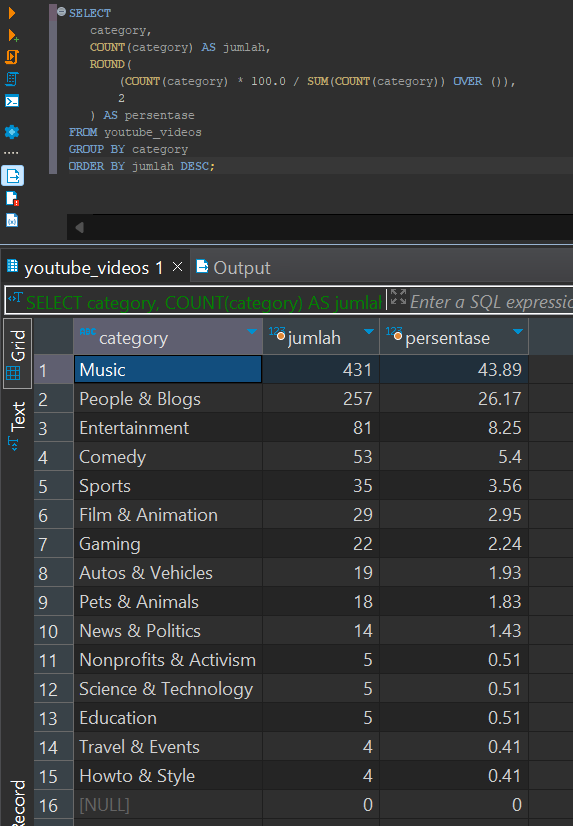 SELECT
category,
COUNT(category) AS jumlah,
ROUND(
(COUNT(category) * 100.0 / SUM(COUNT(category)) OVER ()),
2
) AS persentase
FROM youtube_videos
GROUP BY category
ORDER BY jumlah DESC;
youtube_videos 1 Output
SELECT category, COUNT(category) AS jumlah Enter a SQL expressio
Grid
Text
Record
category jumlah persentase
1 Music 431 43.89
2 People & Blogs 257 26.17
3 Entertainment 81 8.25
4 Comedy 53 5.4
5 Sports 35 3.56
6 Film & Animation 29 2.95
7 Gaming 22 2.24
8 Autos & Vehicles 19 1.93
9 Pets & Animals 18 1.83
10 News & Politics 14 1.43
11 Nonprofits & Activism 5 0.51
12 Science & Technology 5 0.51
13 Education 5 0.51
14 Travel & Events 4 0.41
15 Howto & Style 4 0.41
16 [NULL] 0 0